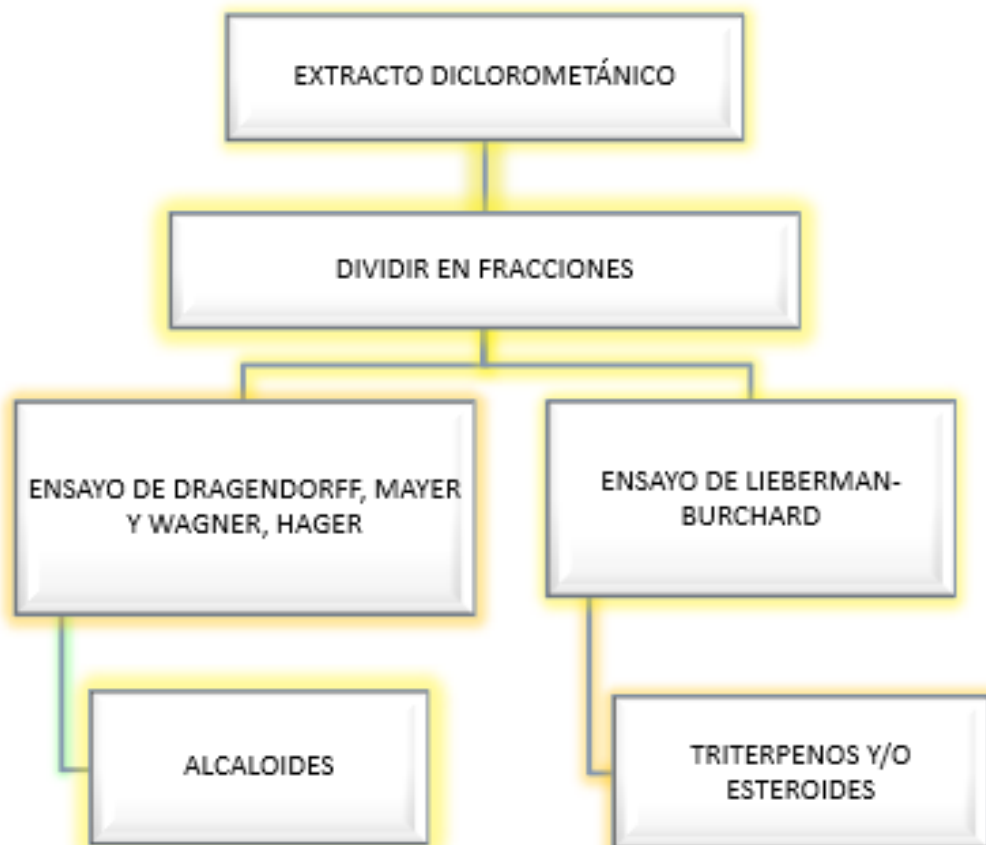 EXTRACTO DICLOROMETÁNICO
DIVIDIR EN FRACCIONES
ENSAYO DE DRAGENDORFF, MAYER
Y WAGNER, HAGER
ENSAYO DE LIEBERMAN-
BURCHARD
ALCALOIDES
TRITERPENOS Y/O
ESTEROIDES